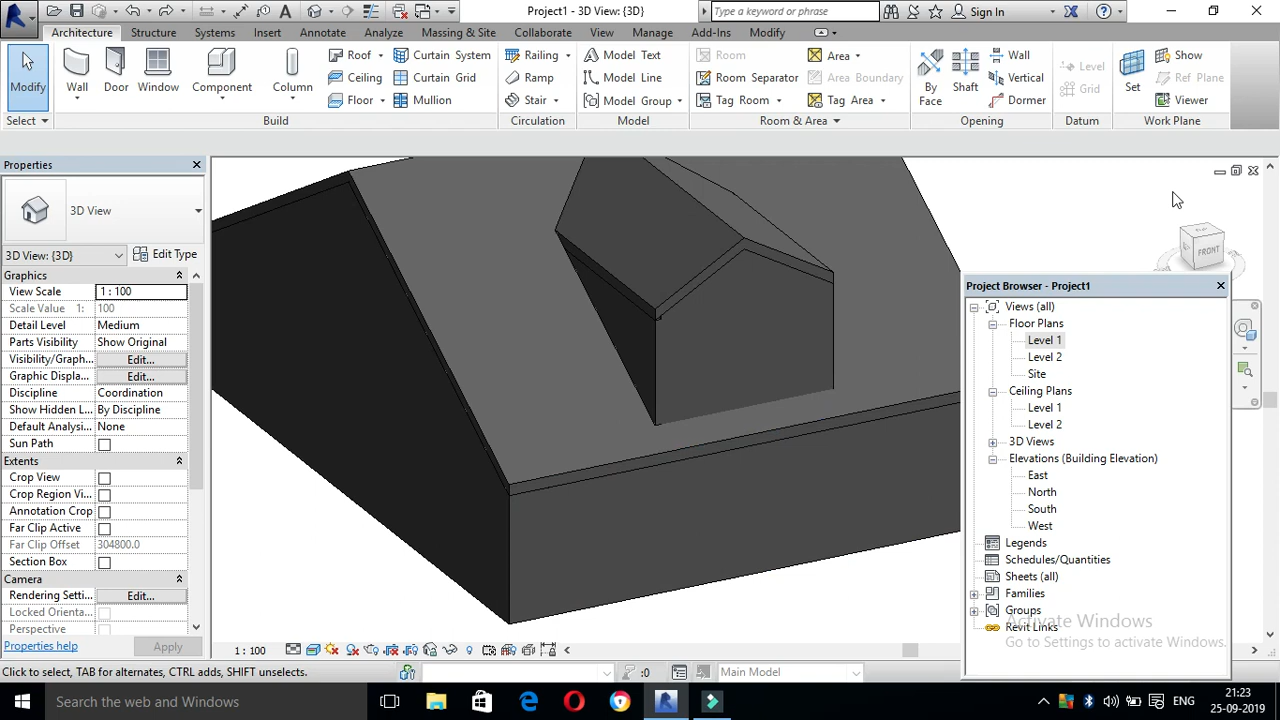 Project1 - 3D View: {3D}
Type a keyword or phrase
Sign In
Architecture Structure Systems Insert Annotate Analyze Massing & Site Collaborate View Manage Add-Ins Modify
Modify Wall Door Window Component Column
Roof Curtain System Railing Model Text Room Area Wall Show
Ceiling Curtain Grid Ramp Model Line Room Separator Area Boundary Vertical Level Ref Plane
Floor Mullion Stair Model Group Tag Room Tag Area Dormer Grid Viewer
By Face Shaft Set
Select Build Circulation Model Room & Area Opening Datum Work Plane
Properties
3D View
3D View: {3D} Edit Type
Graphics
View Scale 1 : 100
Scale Value 1: 100
Detail Level Medium
Parts Visibility Show Original
Visibility/Graph... Edit...
Graphic Displa... Edit...
Discipline Coordination
Show Hidden L... By Discipline
Default Analysi... None
Sun Path
Extents
Crop View
Crop Region Vi...
Annotation Crop
Far Clip Active
Far Clip Offset 304800.0
Section Box
Camera
Rendering Setti... Edit...
Locked Orienta...
Perspective
Properties help Apply
FRONT
Project Browser - Project1
Views (all)
Floor Plans
Level 1
Level 2
Site
Ceiling Plans
Level 1
Level 2
3D Views
Elevations (Building Elevation)
East
North
South
West
Legends
Schedules/Quantities
Sheets (all)
Families
Groups
Revit Links
Activate Windows
Go to Settings to activate Windows.
1 : 100
Click to select, TAB for alternates, CTRL adds, SHIFT unselects.
:0 Main Model
Search the web and Windows
ENG
21:23
25-09-2019